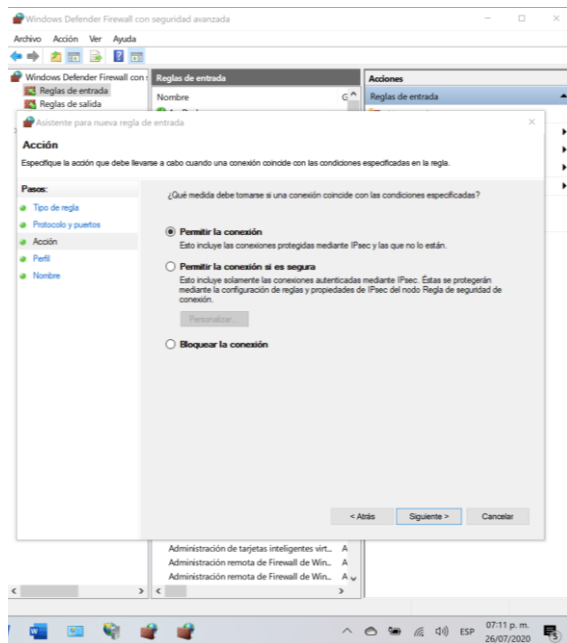 Windows Defender Firewall con seguridad avanzada
Archivo Acción Ver Ayuda
Windows Defender Firewall con
Reglas de entrada
Reglas de salida
Reglas de entrada
Nombre
Acciones
Reglas de entrada
Asistente para nueva regla de entrada
Acción
Especifique la acción que debe llevarse a cabo cuando una conexión coincide con las condiciones especificadas en la regla.
Pasos:
Tipo de regla
Protocolo y puertos
Acción
Perfil
Nombre
¿Qué medida debe tomarse si una conexión coincide con las condiciones especificadas?
Permitir la conexión
Esto incluye las conexiones protegidas mediante IPsec y las que no lo están.
Permitir la conexión si es segura
Esto incluye solamente las conexiones autenticadas mediante IPsec. Éstas se protegerán
mediante la configuración de reglas y propiedades de IPsec del nodo Regla de seguridad de
conexión.
Personalizar...
Bloquear la conexión
< Atrás Siguiente > Cancelar
Administración de tarjetas inteligentes virt... A
Administración remota de Firewall de Win... A
Administración remota de Firewall de Win... A
ESP
07:11 p. m.
26/07/2020